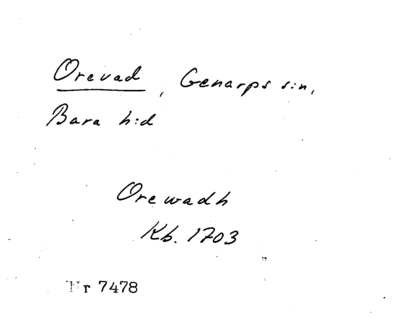 Orevad, Genarps s:n,
Bara h:d
Orewadh
Kb. 1703
Nr 7478